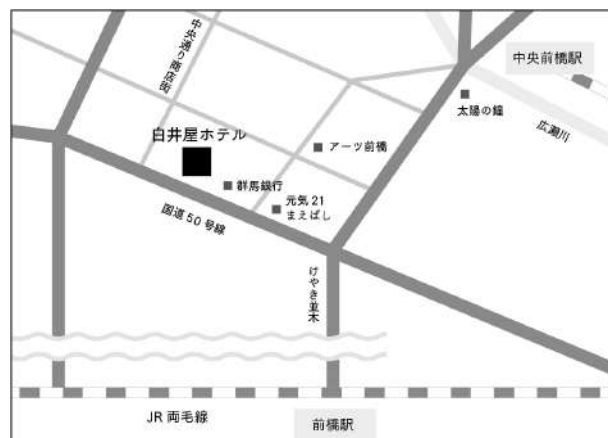 中央通り商店街
中央前橋駅
太陽の鐘
広瀬川
白井屋ホテル
アーツ前橋
群馬銀行
元気21
まえばし
国道50号線
けやき並木
JR 両毛線
前橋駅